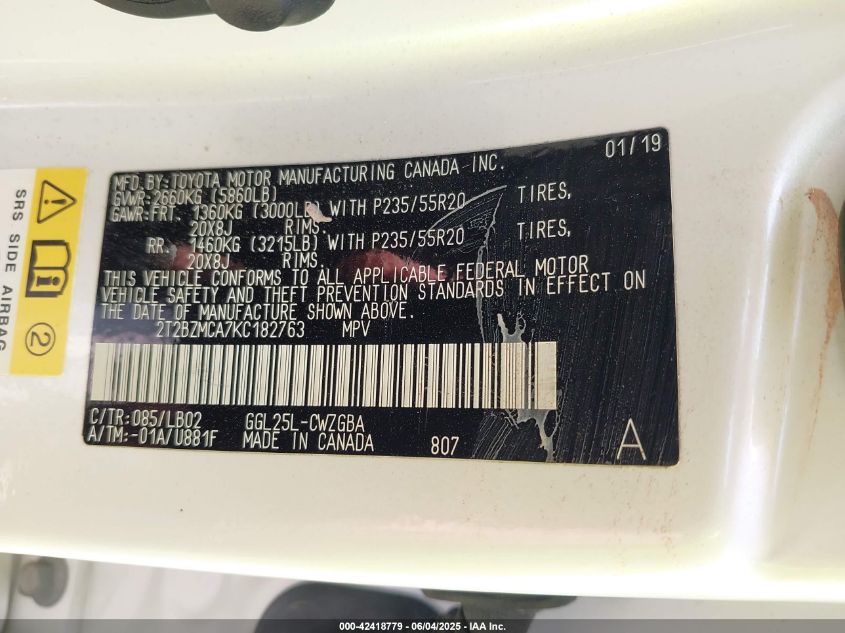 01/19
MFD.BY:TOYOTA MOTOR MANUFACTURING CANADA INC.
GVWR:2660KG (5860LB)
GAWR:FRT. 1360KG (3000LB) WITH P235/55R20 TIRES,
20X8J RIMS.
RR. 1460KG (3215LB) WITH P235/55R20 TIRES,
20X8J RIMS.
THIS VEHICLE CONFORMS TO ALL APPLICABLE FEDERAL MOTOR
VEHICLE SAFETY AND THEFT PREVENTION STANDARDS IN EFFECT ON
THE DATE OF MANUFACTURE SHOWN ABOVE.
2T2BZMCA7KC182763 MPV
C/TR:085/LB02 GGL25L-CWZGBA
A/TM:-01A/U881F MADE IN CANADA 807 A
SRS SIDE AIRBAG
2
000-42418779 - 06/04/2025 - IAA Inc.